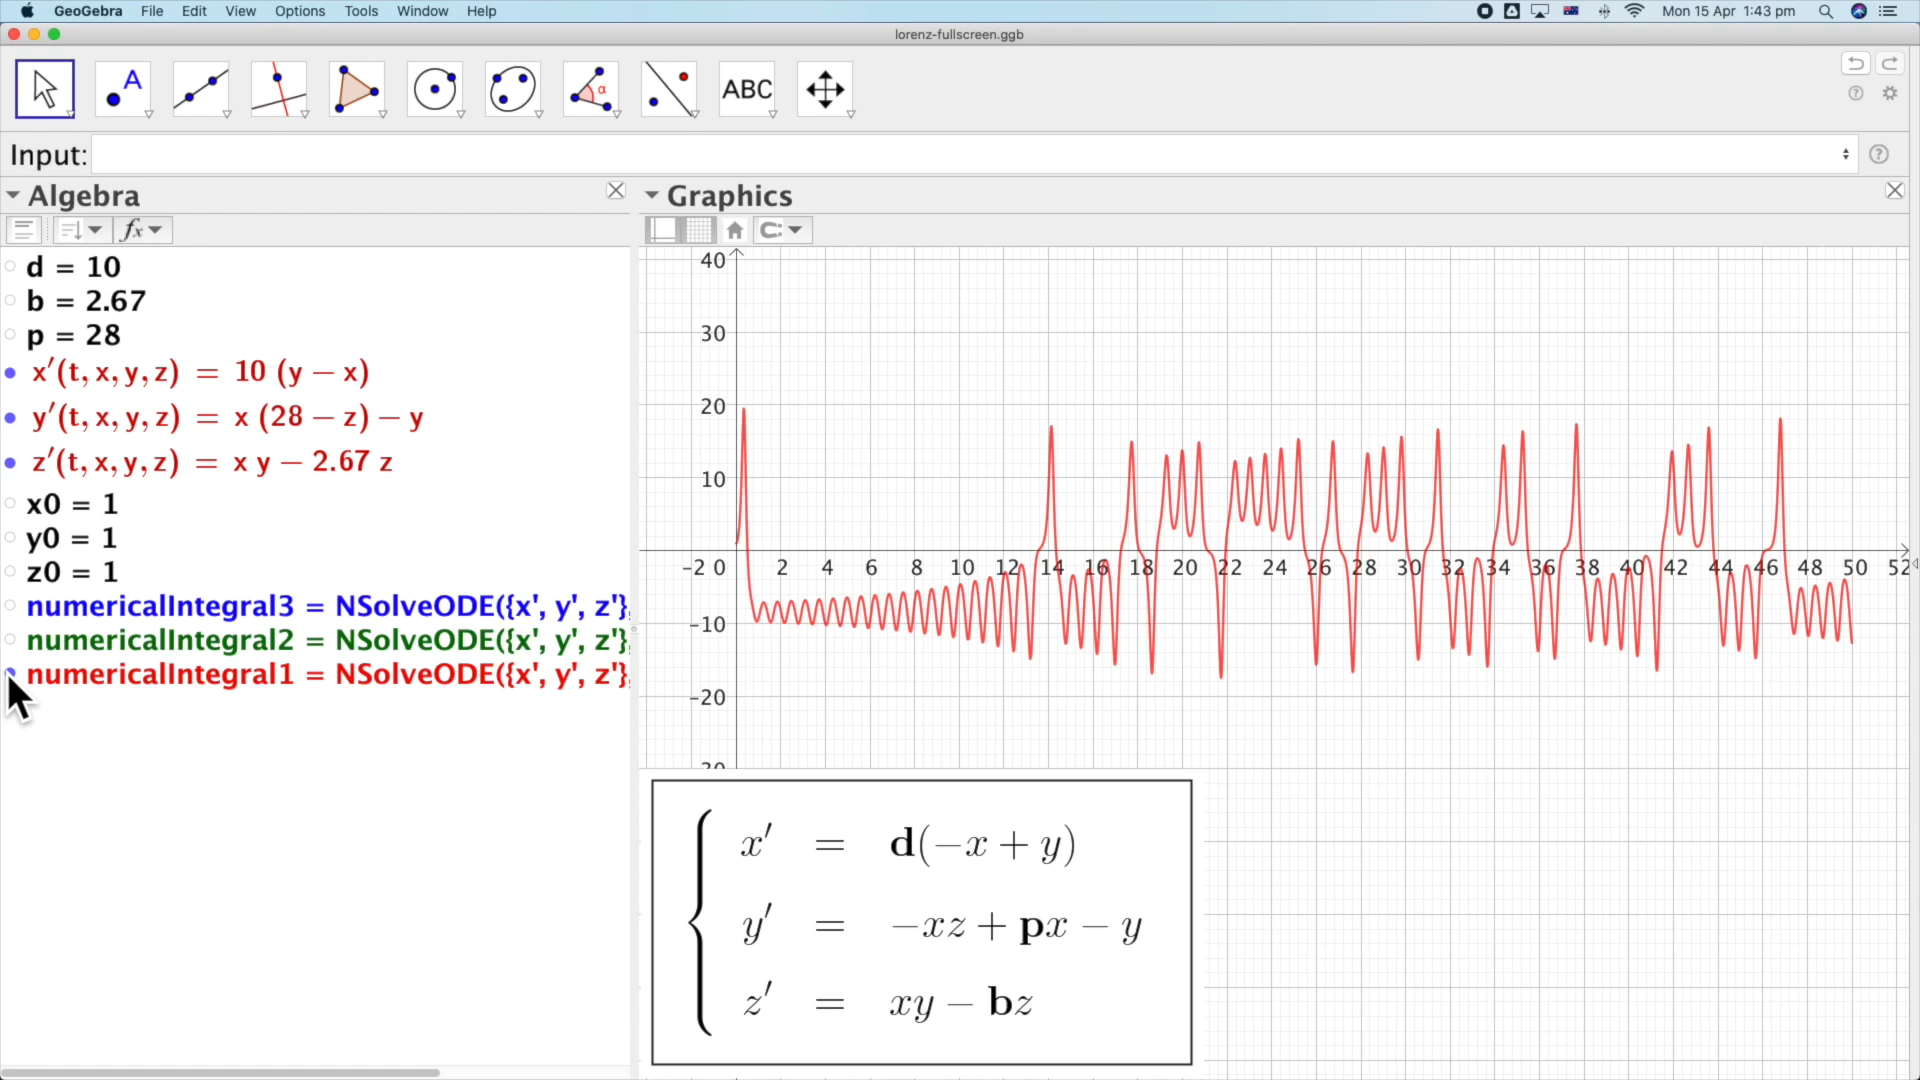 GeoGebra File Edit View Options Tools Window Help Mon 15 Apr 1:43 pm
lorenz-fullscreen.ggb
A α ABC
Input:
Algebra
Graphics
fx
d = 10
b = 2.67
p = 28
x′(t, x, y, z) = 10 (y − x)
y′(t, x, y, z) = x (28 − z) − y
z′(t, x, y, z) = x y − 2.67 z
x0 = 1
y0 = 1
z0 = 1
numericalIntegral3 = NSolveODE({x', y', z'},
numericalIntegral2 = NSolveODE({x', y', z'}
numericalIntegral1 = NSolveODE({x', y', z'},
40
30
20
10
−2 0 2 4 6 8 10 12 14 16 18 20 22 24 26 28 30 32 34 36 38 40 42 44 46 48 50 52
−10
−20
x′ = d(−x + y)
y′ = −xz + px − y
z′ = xy − bz